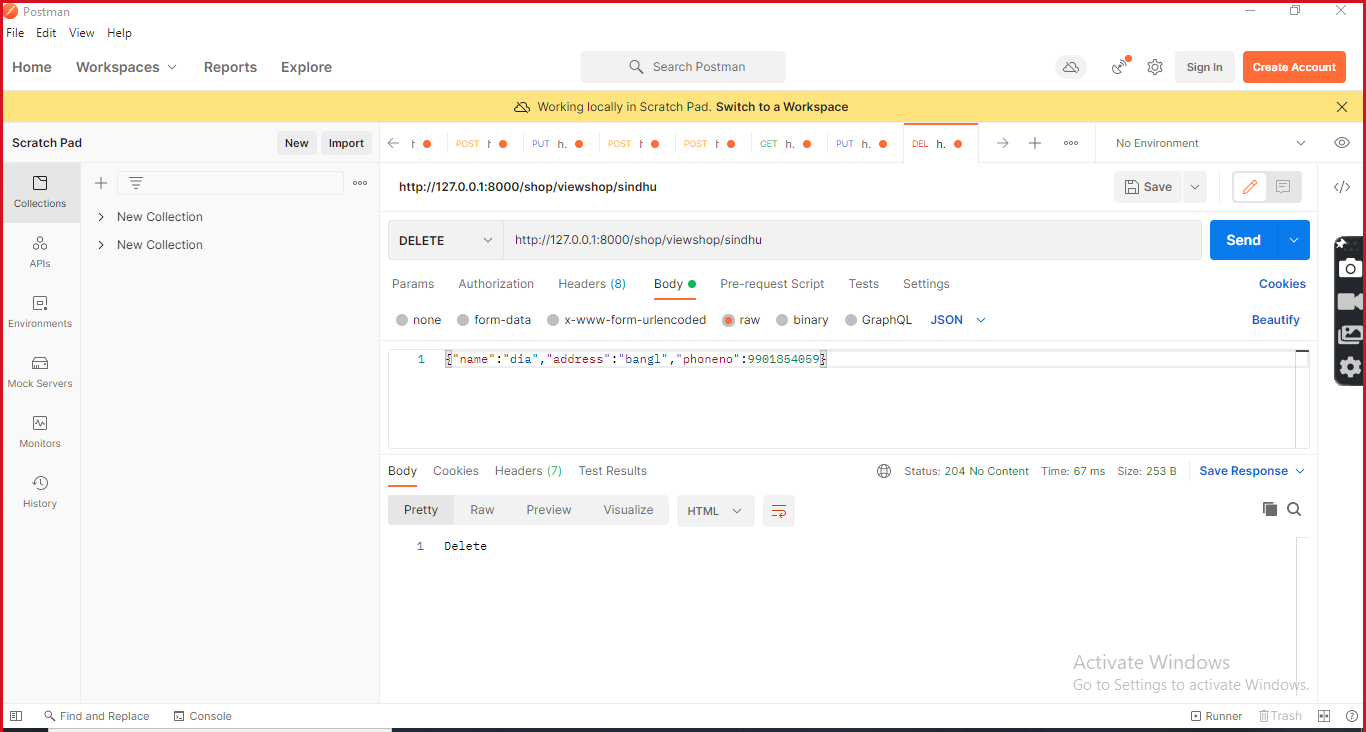 Postman
File Edit View Help
Home Workspaces Reports Explore Search Postman Sign In Create Account
Working locally in Scratch Pad. Switch to a Workspace
Scratch Pad New Import POST PUT h. POST POST GET h. PUT h. DEL h. No Environment
Collections
APIs
Environments
Mock Servers
Monitors
History
New Collection
New Collection
http://127.0.0.1:8000/shop/viewshop/sindhu Save
DELETE http://127.0.0.1:8000/shop/viewshop/sindhu Send
Params Authorization Headers (8) Body Pre-request Script Tests Settings Cookies
none form-data x-www-form-urlencoded raw binary GraphQL JSON Beautify
1 {"name":"dia","address":"bangl","phoneno":9901854059}
Body Cookies Headers (7) Test Results Status: 204 No Content Time: 67 ms Size: 253 B Save Response
Pretty Raw Preview Visualize HTML
1 Delete
Activate Windows
Go to Settings to activate Windows.
Find and Replace Console Runner Trash